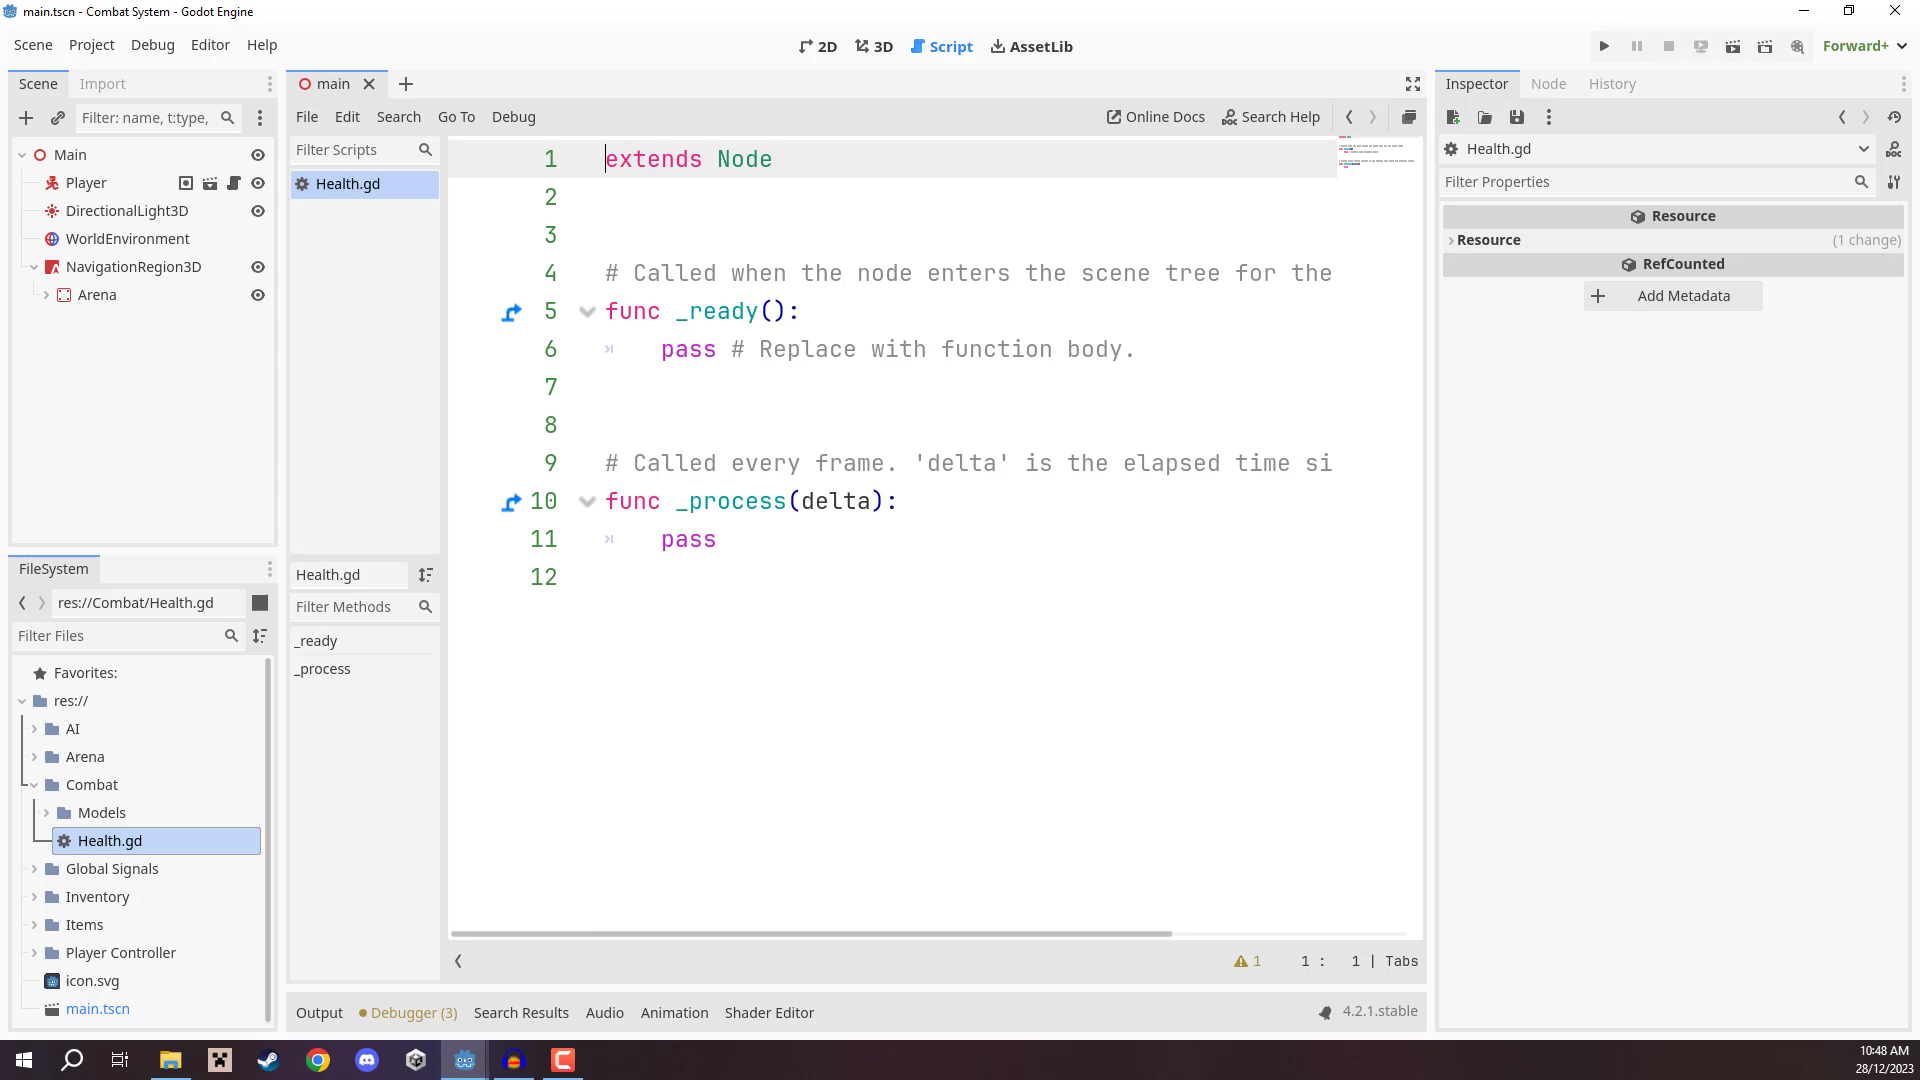 main.tscn - Combat System - Godot Engine
Scene Project Debug Editor Help
2D 3D Script AssetLib
Forward+
Scene Import
Filter: name, t:type,
Main
Player
DirectionalLight3D
WorldEnvironment
NavigationRegion3D
Arena
FileSystem
res://Combat/Health.gd
Filter Files
Favorites:
res://
AI
Arena
Combat
Models
Health.gd
Global Signals
Inventory
Items
Player Controller
icon.svg
main.tscn
main
File Edit Search Go To Debug
Online Docs Search Help
Filter Scripts
Health.gd
Health.gd
Filter Methods
_ready
_process
1 extends Node
2
3
4 # Called when the node enters the scene tree for the
5 func _ready():
6 pass # Replace with function body.
7
8
9 # Called every frame. 'delta' is the elapsed time si
10 func _process(delta):
11 pass
12
1 1 : 1 | Tabs
Output Debugger (3) Search Results Audio Animation Shader Editor
4.2.1.stable
Inspector Node History
Health.gd
Filter Properties
Resource
Resource (1 change)
RefCounted
Add Metadata
10:48 AM
28/12/2023